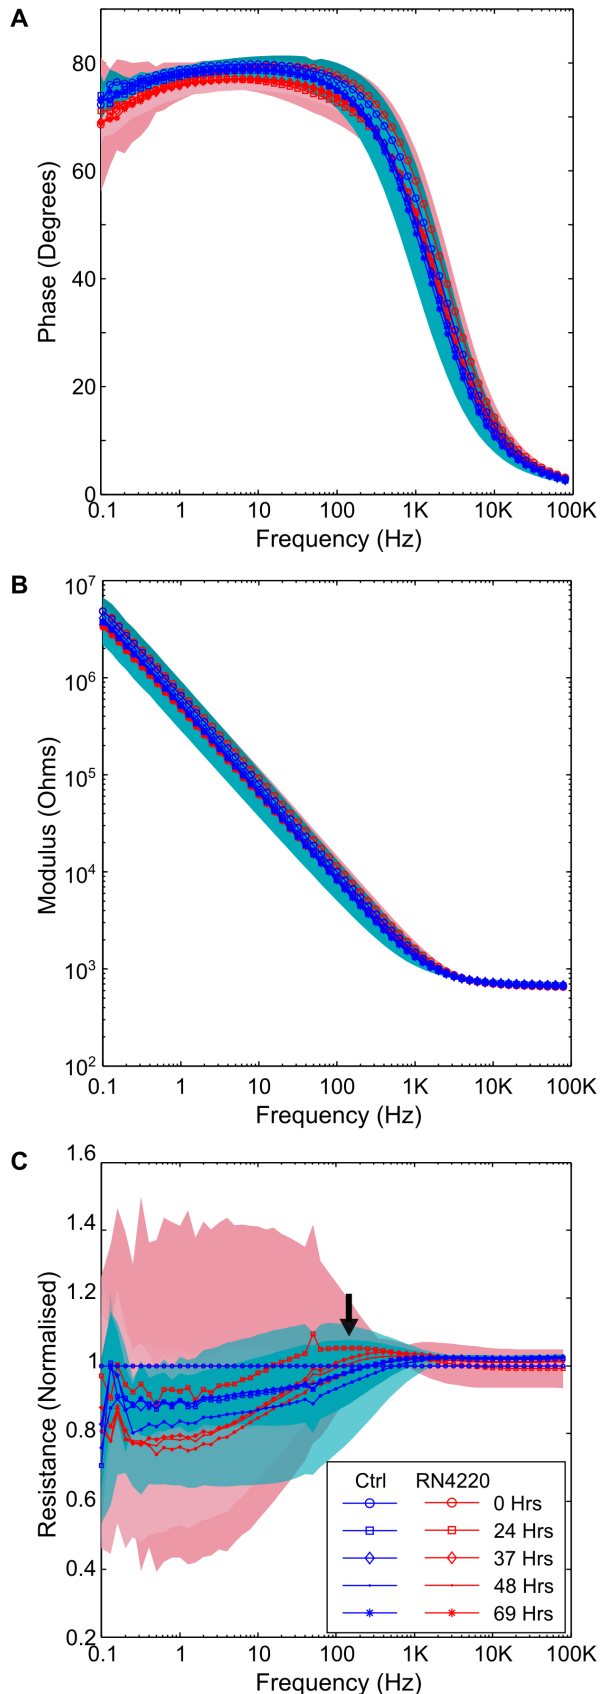 A
80
60
40
20
0
Phase (Degrees)
0.1 1 10 100 1K 10K 100K
Frequency (Hz)
B
10^7
10^6
10^5
10^4
10^3
10^2
Modulus (Ohms)
0.1 1 10 100 1K 10K 100K
Frequency (Hz)
C
1.6
1.4
1.2
1
0.8
0.6
0.4
0.2
Resistance (Normalised)
Ctrl RN4220
0 Hrs
24 Hrs
37 Hrs
48 Hrs
69 Hrs
0.1 1 10 100 1K 10K 100K
Frequency (Hz)